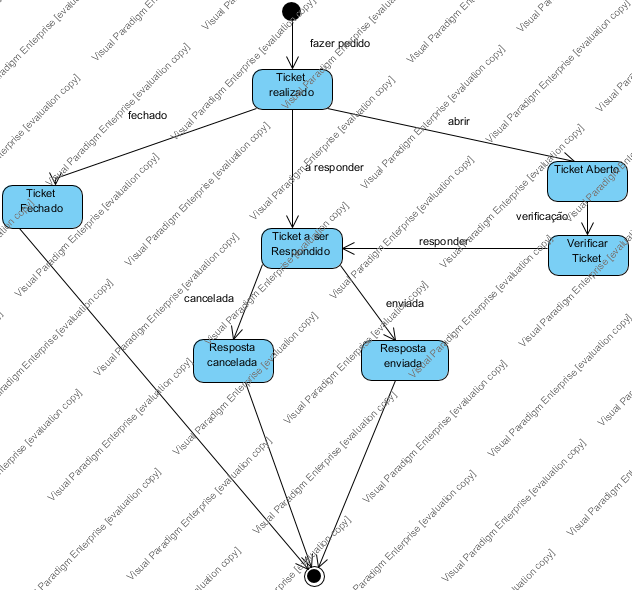 fazer pedido
Ticket
realizado
fechado
abrir
a responder
Ticket Aberto
Ticket
Fechado
verificação
Ticket a ser
Respondido
responder
Verificar
Ticket
cancelada
enviada
Resposta
cancelada
Resposta
enviada
Visual Paradigm Enterprise [evaluation copy]